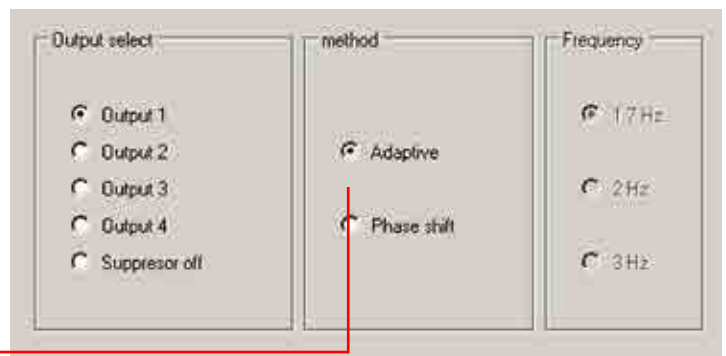 Output select
Output 1
Output 2
Output 3
Output 4
Suppresor off
method
Adaptive
Phase shift
Frequency
1.7 Hz
2 Hz
3 Hz